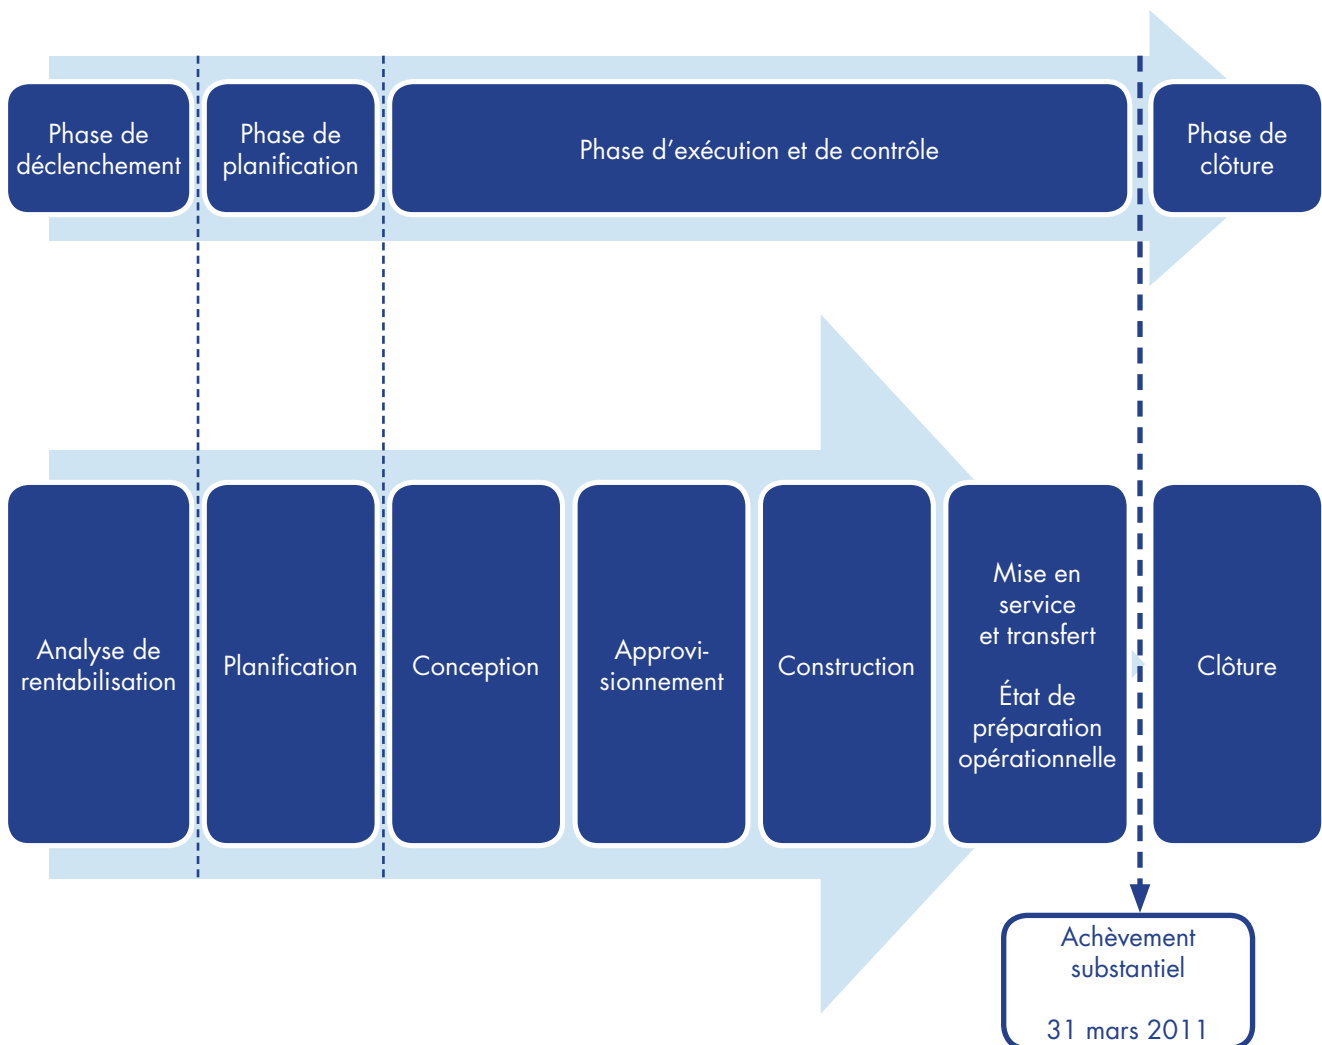 Phase de
déclenchement
Phase de
planification
Phase d’exécution et de contrôle
Phase de
clôture
Analyse de
rentabilisation
Planification
Conception
Approvi-
sionnement
Construction
Mise en
service
et transfert
État de
préparation
opérationnelle
Clôture
Achèvement
substantiel
31 mars 2011